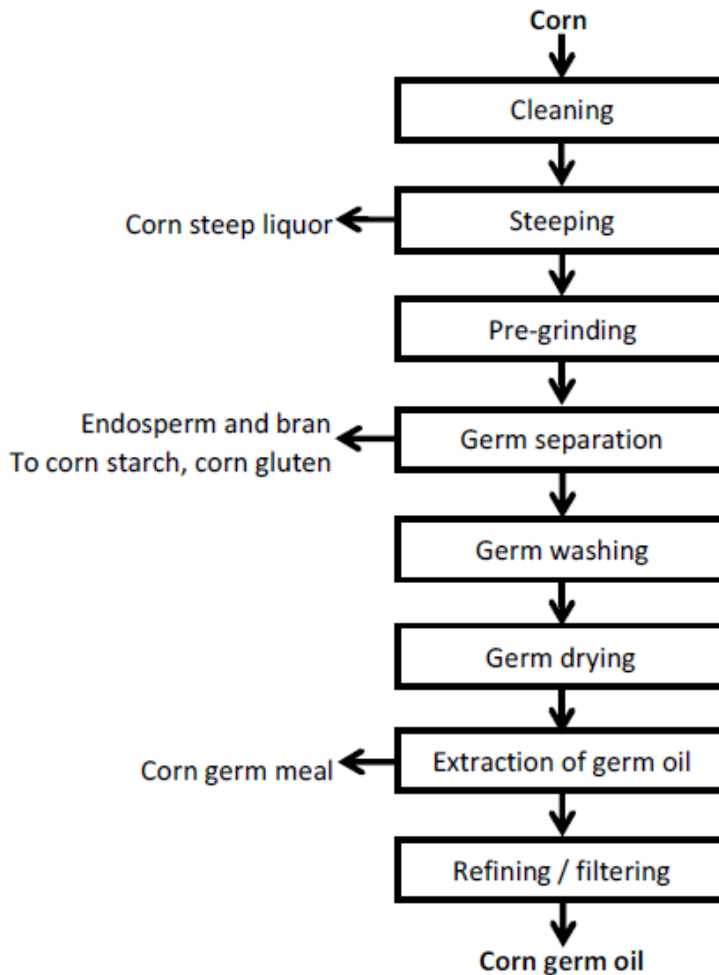 Corn
Cleaning
Corn steep liquor
Steeping
Pre-grinding
Endosperm and bran
To corn starch, corn gluten
Germ separation
Germ washing
Germ drying
Corn germ meal
Extraction of germ oil
Refining / filtering
Corn germ oil